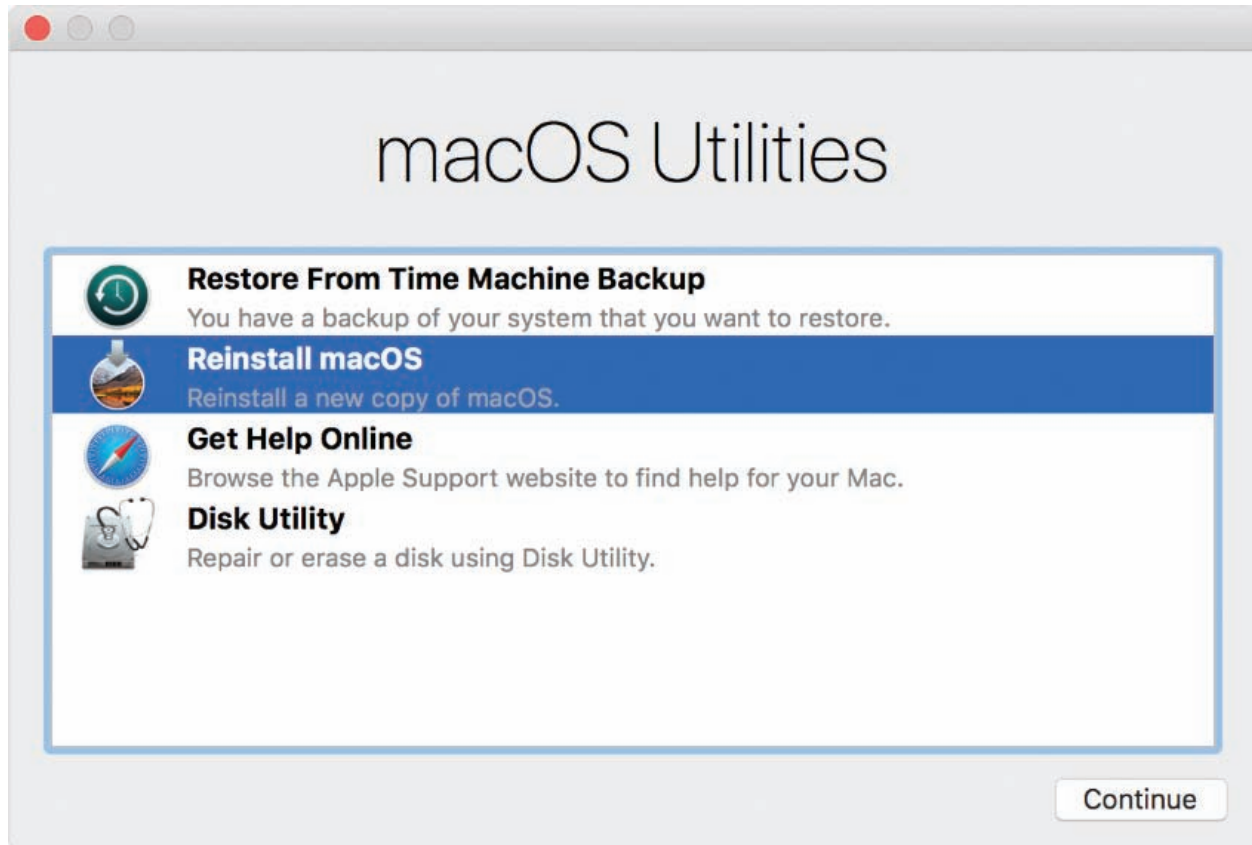 macOS Utilities
Restore From Time Machine Backup
You have a backup of your system that you want to restore.
Reinstall macOS
Reinstall a new copy of macOS.
Get Help Online
Browse the Apple Support website to find help for your Mac.
Disk Utility
Repair or erase a disk using Disk Utility.
Continue